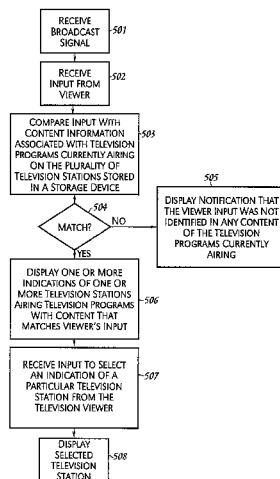 RECEIVE
BROADCAST
SIGNAL
501
RECEIVE
INPUT FROM
VIEWER
502
COMPARE INPUT WITH
CONTENT INFORMATION
ASSOCIATED WITH TELEVISION
PROGRAMS CURRENTLY AIRING
ON THE PLURALITY OF
TELEVISION STATIONS STORED
IN A STORAGE DEVICE
503
MATCH?
504
NO
505
DISPLAY NOTIFICATION THAT
THE VIEWER INPUT WAS NOT
IDENTIFIED IN ANY CONTENT
OF THE TELEVISION
PROGRAMS CURRENTLY
AIRING
YES
DISPLAY ONE OR MORE
INDICATIONS OF ONE OR
MORE TELEVISION STATIONS
AIRING TELEVISION PROGRAMS
WITH CONTENT THAT
MATCHES VIEWER'S INPUT
506
RECEIVE INPUT TO SELECT
AN INDICATION OF A
PARTICULAR TELEVISION
STATION FROM THE
TELEVISION VIEWER
507
DISPLAY
SELECTED
TELEVISION
STATION
508